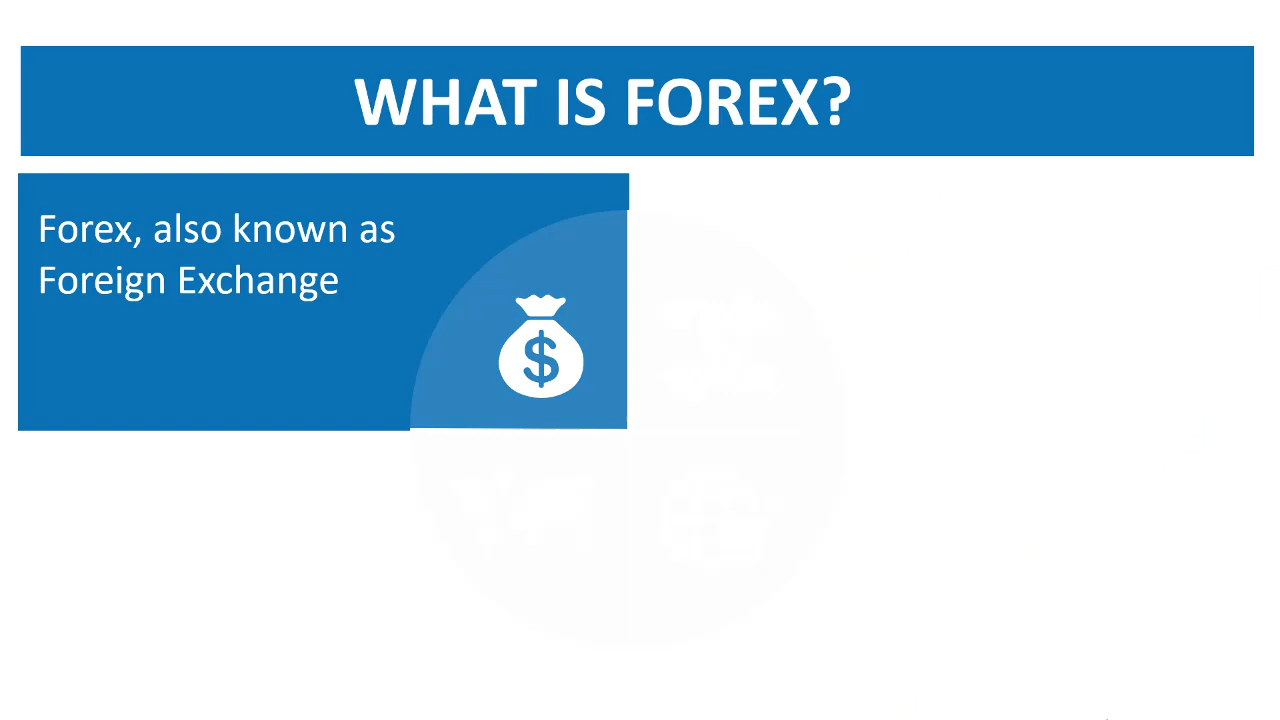 WHAT IS FOREX?
Forex, also known as
Foreign Exchange
$